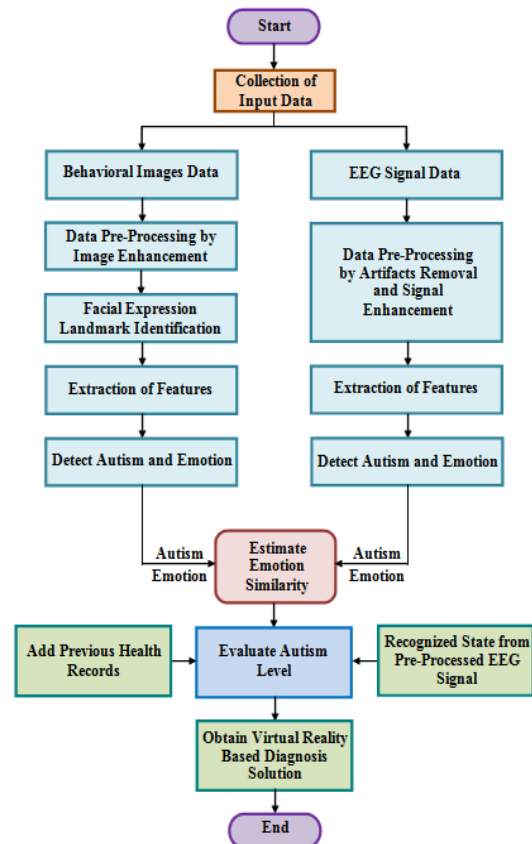 Start
Collection of
Input Data
Behavioral Images Data
Data Pre-Processing by
Image Enhancement
Facial Expression
Landmark Identification
Extraction of Features
Detect Autism and Emotion
EEG Signal Data
Data Pre-Processing
by Artifacts Removal
and Signal
Enhancement
Extraction of Features
Detect Autism and Emotion
Autism
Emotion
Estimate
Emotion
Similarity
Autism
Emotion
Add Previous Health
Records
Evaluate Autism
Level
Recognized State from
Pre-Processed EEG
Signal
Obtain Virtual Reality
Based Diagnosis
Solution
End